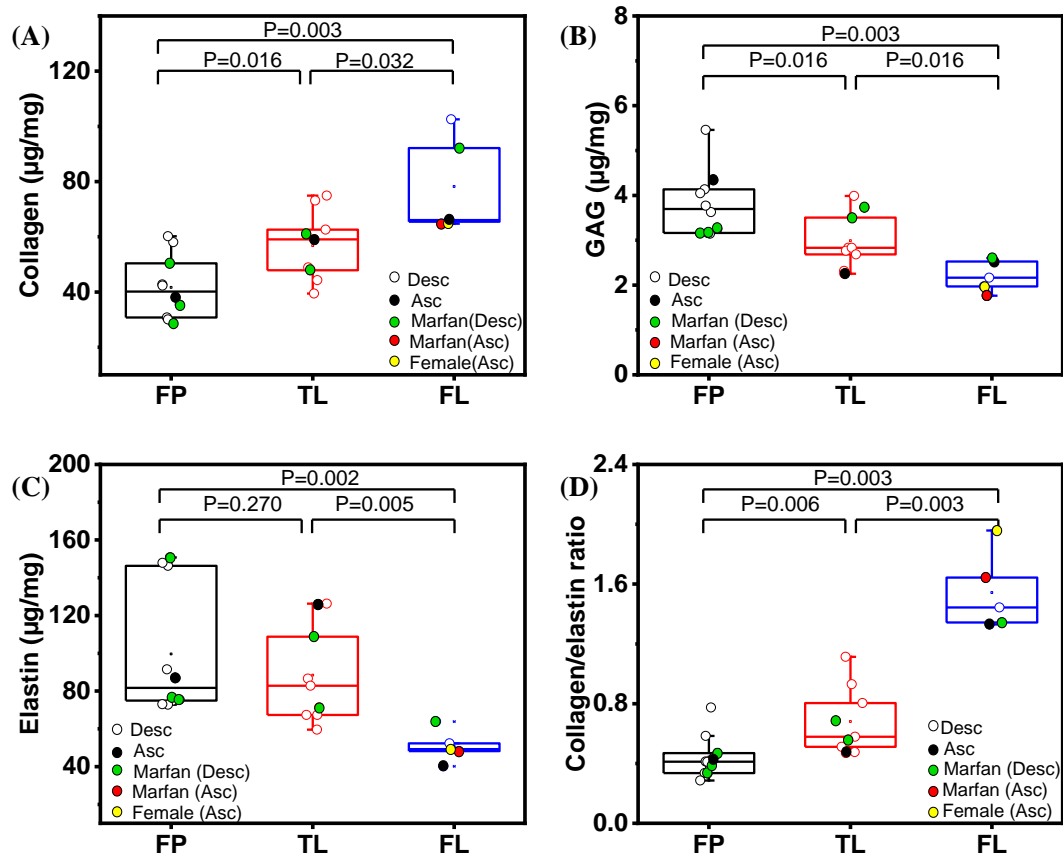 (A)
P=0.003
P=0.016
P=0.032
Collagen (µg/mg)
120
80
40
Desc
Asc
Marfan(Desc)
Marfan(Asc)
Female(Asc)
FP
TL
FL
(B)
P=0.003
P=0.016
P=0.016
GAG (µg/mg)
8
6
4
2
0
Desc
Asc
Marfan (Desc)
Marfan (Asc)
Female (Asc)
FP
TL
FL
(C)
P=0.002
P=0.270
P=0.005
Elastin (µg/mg)
200
160
120
80
40
Desc
Asc
Marfan (Desc)
Marfan (Asc)
Female (Asc)
FP
TL
FL
(D)
P=0.003
P=0.006
P=0.003
Collagen/elastin ratio
2.4
1.6
0.8
0.0
Desc
Asc
Marfan (Desc)
Marfan (Asc)
Female (Asc)
FP
TL
FL